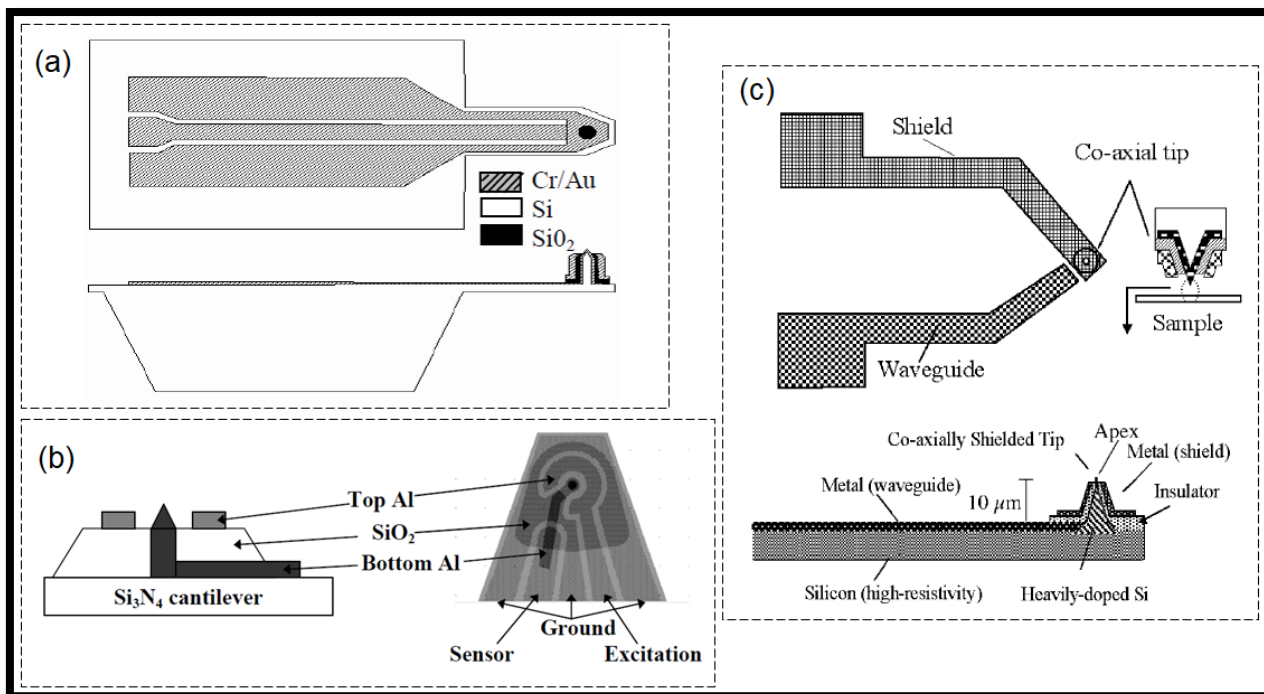 (a)
Cr/Au
Si
Si0₂
(b)
Top Al
SiO₂
Bottom Al
Si₃N₄ cantilever
Ground
Sensor
Excitation
(c)
Shield
Co-axial tip
Sample
Waveguide
Co-axially Shielded Tip
Apex
Metal (shield)
Metal (waveguide)
10 μm
Insulator
Silicon (high-resistivity)
Heavily-doped Si